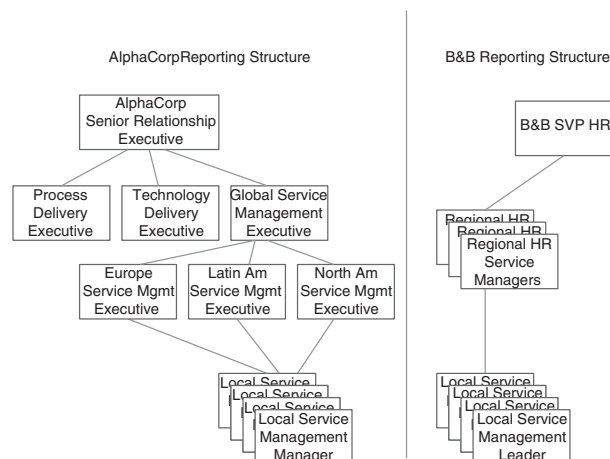 AlphaCorpReporting Structure
AlphaCorp
Senior Relationship
Executive
Process
Delivery
Executive
Technology
Delivery
Executive
Global Service
Management
Executive
Europe
Service Mgmt
Executive
Latin Am
Service Mgmt
Executive
North Am
Service Mgmt
Executive
Local Service
Local Service
Local Service
Local Service
Management
Manager
B&B Reporting Structure
B&B SVP HR
Regional HR
Regional HR
Regional HR
Service
Managers
Local Service
Local Service
Local Service
Local Service
Management
Leader